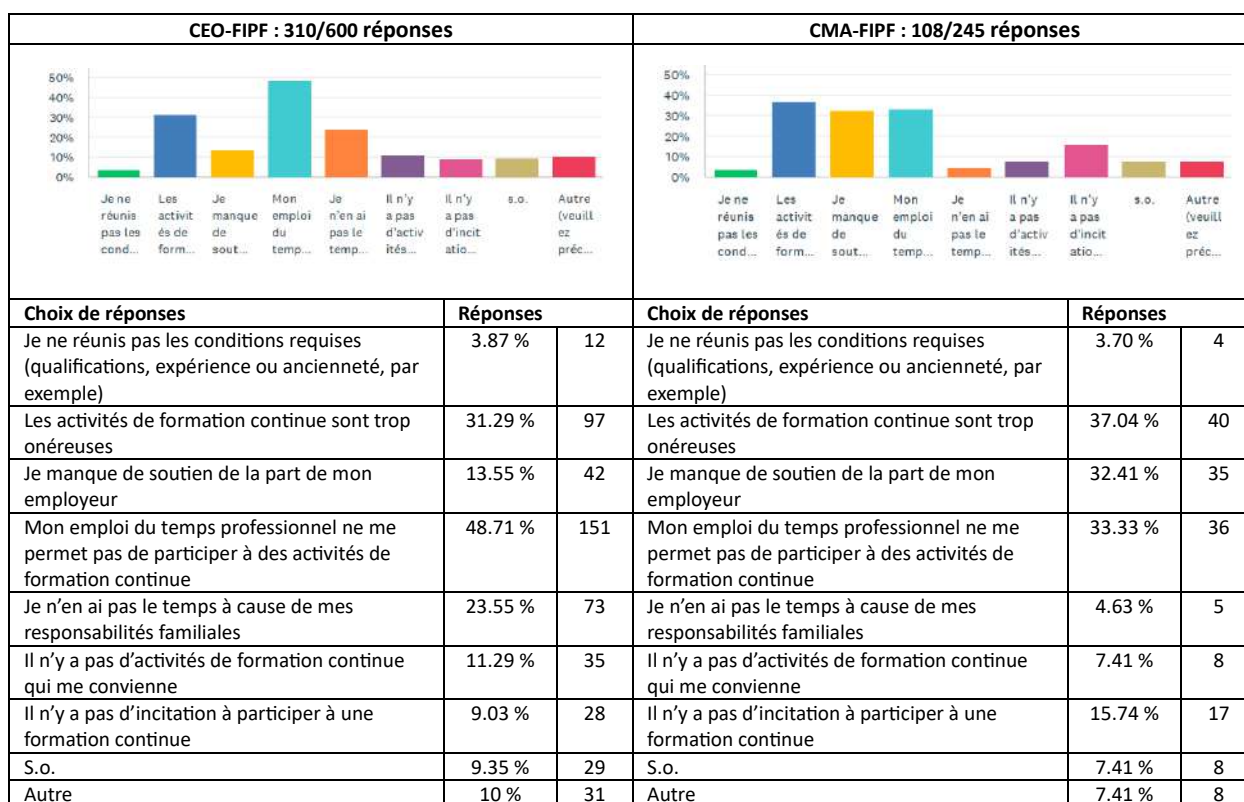 CEO-FIPF : 310/600 réponses
CMA-FIPF : 108/245 réponses
50%
40%
30%
20%
10%
0%
Je ne réunis pas les cond...
Les activit és de form...
Je manque de sout...
Mon emploi du temp...
Je n'en ai pas le temp...
Il n'y a pas d'activ ités...
Il n'y a pas d'incit atio...
s.o.
Autre (veuill ez préc...
50%
40%
30%
20%
10%
0%
Je ne réunis pas les cond...
Les activit és de form...
Je manque de sout...
Mon emploi du temp...
Je n'en ai pas le temp...
Il n'y a pas d'activ ités...
Il n'y a pas d'incit atio...
s.o.
Autre (veuill ez préc...
Choix de réponses Réponses Choix de réponses Réponses
Je ne réunis pas les conditions requises 3.87 % 12 Je ne réunis pas les conditions requises 3.70 % 4
(qualifications, expérience ou ancienneté, par (qualifications, expérience ou ancienneté, par
exemple) exemple)
Les activités de formation continue sont trop 31.29 % 97 Les activités de formation continue sont trop 37.04 % 40
onéreuses onéreuses
Je manque de soutien de la part de mon 13.55 % 42 Je manque de soutien de la part de mon 32.41 % 35
employeur employeur
Mon emploi du temps professionnel ne me 48.71 % 151 Mon emploi du temps professionnel ne me 33.33 % 36
permet pas de participer à des activités de permet pas de participer à des activités de
formation continue formation continue
Je n'en ai pas le temps à cause de mes 23.55 % 73 Je n'en ai pas le temps à cause de mes 4.63 % 5
responsabilités familiales responsabilités familiales
Il n'y a pas d'activités de formation continue 11.29 % 35 Il n'y a pas d'activités de formation continue 7.41 % 8
qui me convienne qui me convienne
Il n'y a pas d'incitation à participer à une 9.03 % 28 Il n'y a pas d'incitation à participer à une 15.74 % 17
formation continue formation continue
S.o. 9.35 % 29 S.o. 7.41 % 8
Autre 10 % 31 Autre 7.41 % 8